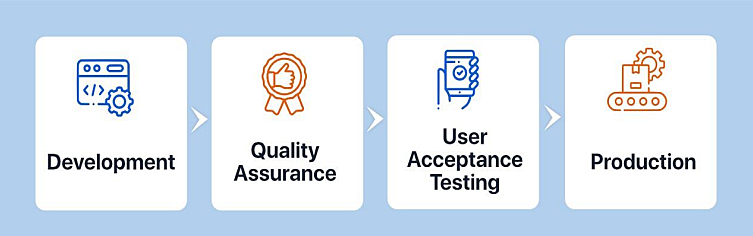 Development
Quality
Assurance
User
Acceptance
Testing
Production